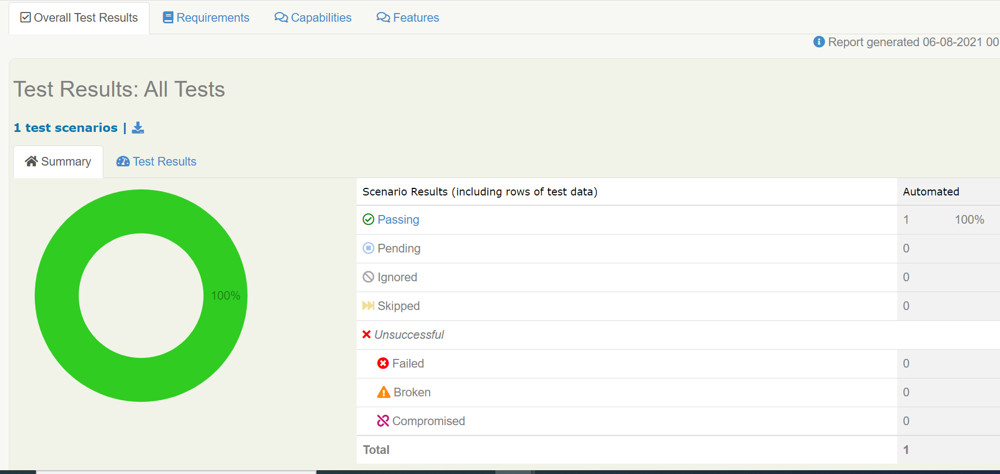 Overall Test Results Requirements Capabilities Features
Report generated 06-08-2021 00
Test Results: All Tests
1 test scenarios |
Summary Test Results
Scenario Results (including rows of test data) Automated
Passing 1 100%
Pending 0
Ignored 0
100%
Skipped 0
Unsuccessful
Failed 0
Broken 0
Compromised 0
Total 1